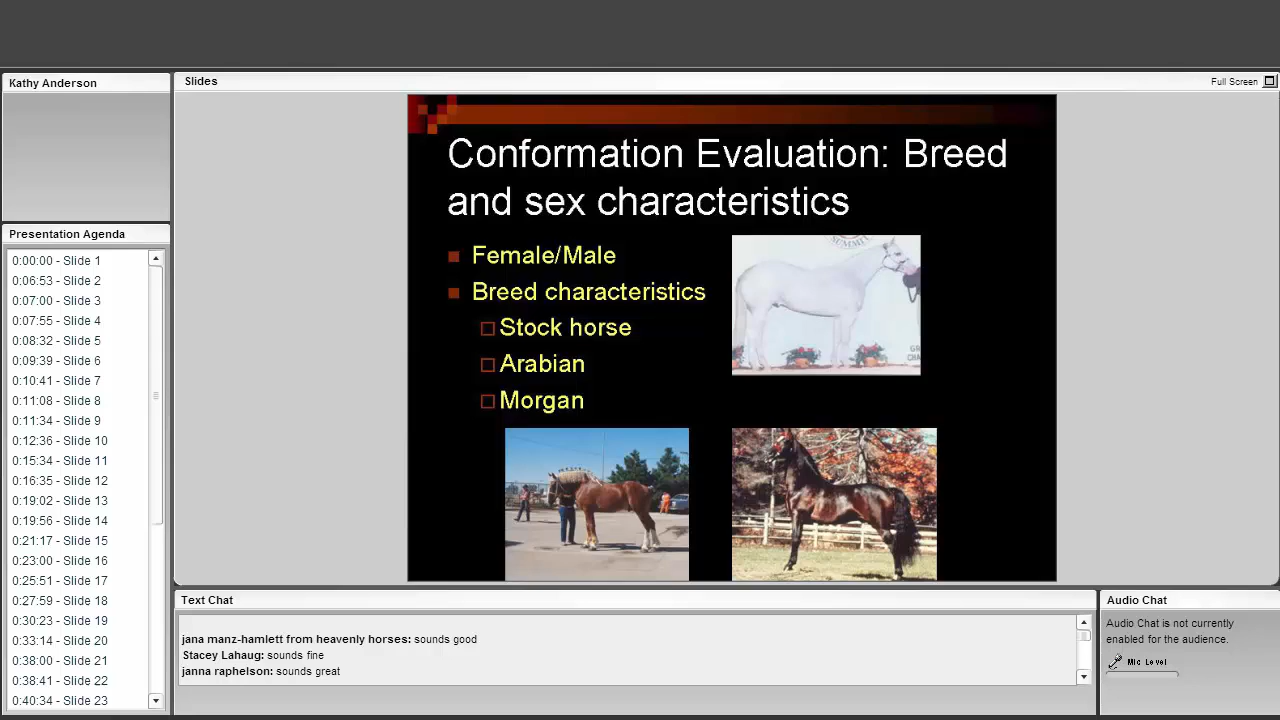 Kathy Anderson
Slides
Full Screen
Conformation Evaluation: Breed
and sex characteristics
Female/Male
Breed characteristics
Stock horse
Arabian
Morgan
SUMMIT
Presentation Agenda
0:00:00 - Slide 1
0:06:53 - Slide 2
0:07:00 - Slide 3
0:07:55 - Slide 4
0:08:32 - Slide 5
0:09:39 - Slide 6
0:10:41 - Slide 7
0:11:08 - Slide 8
0:11:34 - Slide 9
0:12:36 - Slide 10
0:15:34 - Slide 11
0:16:35 - Slide 12
0:19:02 - Slide 13
0:19:56 - Slide 14
0:21:17 - Slide 15
0:23:00 - Slide 16
0:25:51 - Slide 17
0:27:59 - Slide 18
0:30:23 - Slide 19
0:33:14 - Slide 20
0:38:00 - Slide 21
0:38:41 - Slide 22
0:40:34 - Slide 23
Text Chat
jana manz-hamlett from heavenly horses: sounds good
Stacey Lahaug: sounds fine
janna raphelson: sounds great
Audio Chat
Audio Chat is not currently
enabled for the audience.
Mic Level